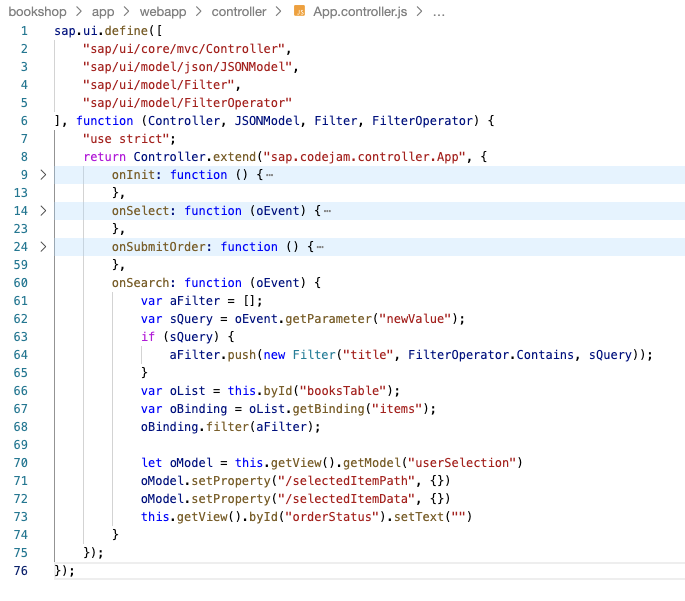 bookshop > app > webapp > controller > JS App.controller.js > ...
1 sap.ui.define([
2     "sap/ui/core/mvc/Controller",
3     "sap/ui/model/json/JSONModel",
4     "sap/ui/model/Filter",
5     "sap/ui/model/FilterOperator"
6 ], function (Controller, JSONModel, Filter, FilterOperator) {
7     "use strict";
8     return Controller.extend("sap.codejam.controller.App", {
9 >         onInit: function () {⋯
13         },
14 >         onSelect: function (oEvent) {⋯
23         },
24 >         onSubmitOrder: function () {⋯
59         },
60         onSearch: function (oEvent) {
61             var aFilter = [];
62             var sQuery = oEvent.getParameter("newValue");
63             if (sQuery) {
64                 aFilter.push(new Filter("title", FilterOperator.Contains, sQuery));
65             }
66             var oList = this.byId("booksTable");
67             var oBinding = oList.getBinding("items");
68             oBinding.filter(aFilter);
69
70             let oModel = this.getView().getModel("userSelection")
71             oModel.setProperty("/selectedItemPath", {})
72             oModel.setProperty("/selectedItemData", {})
73             this.getView().byId("orderStatus").setText("")
74         }
75     });
76 });